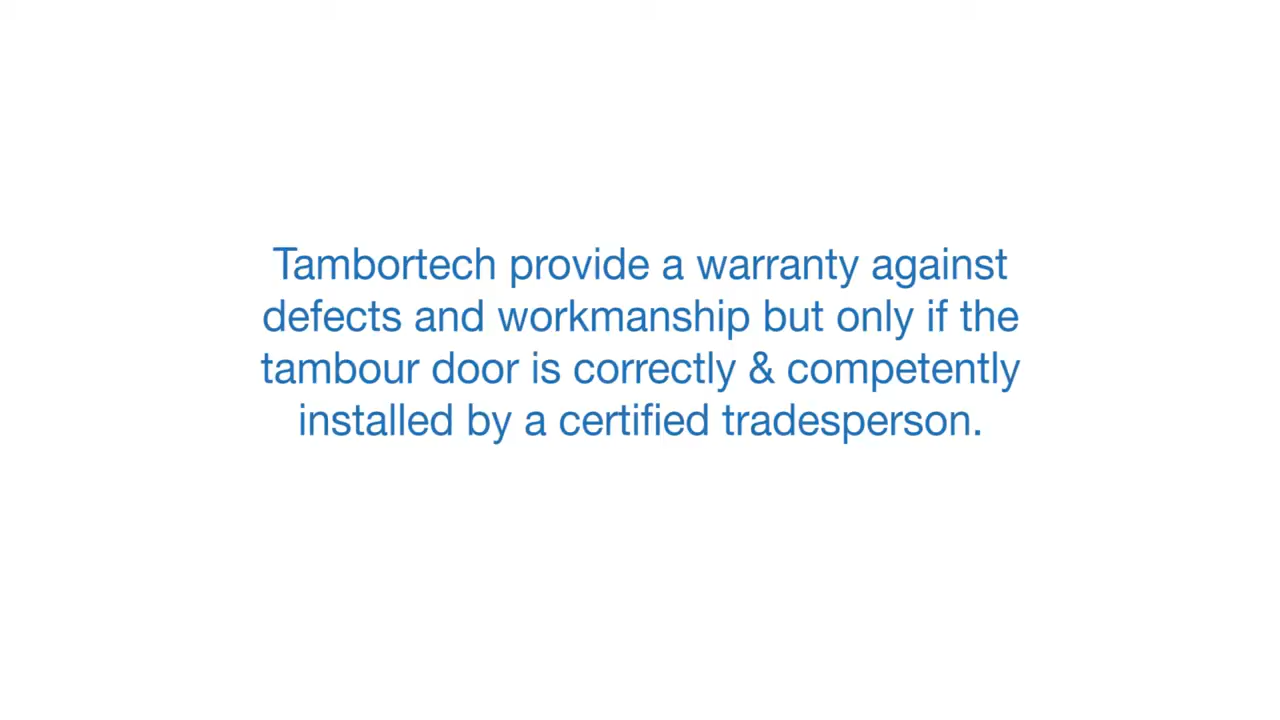 Tambortech provide a warranty against
defects and workmanship but only if the
tambour door is correctly & competently
installed by a certified tradesperson.